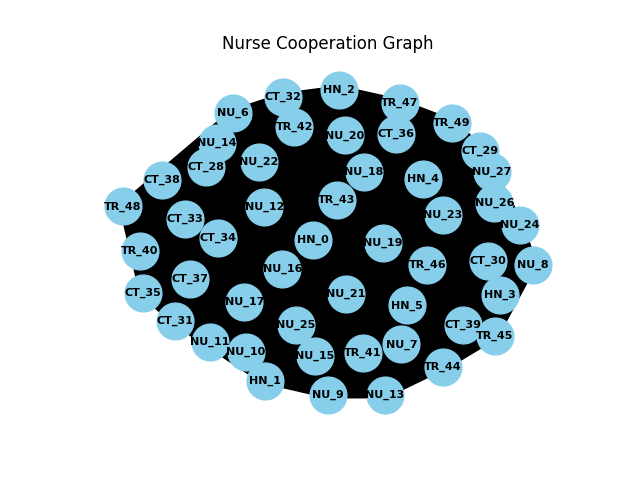 Nurse Cooperation Graph
HN_2
CT_32
TR_47
NU_6
TR_49
TR_42
CT_36
NU_20
NU_14
CT_29
NU_22
CT_28
NU_18
NU_27
HN_4
CT_38
TR_43
NU_26
TR_48
NU_12
NU_23
CT_33
NU_24
CT_34
HN_0
NU_19
TR_40
CT_30
TR_46
NU_8
NU_16
CT_37
CT_35
NU_21
HN_3
NU_17
HN_5
CT_31
NU_25
CT_39
TR_45
NU_11
NU_7
NU_10
TR_41
NU_15
TR_44
HN_1
NU_9
NU_13